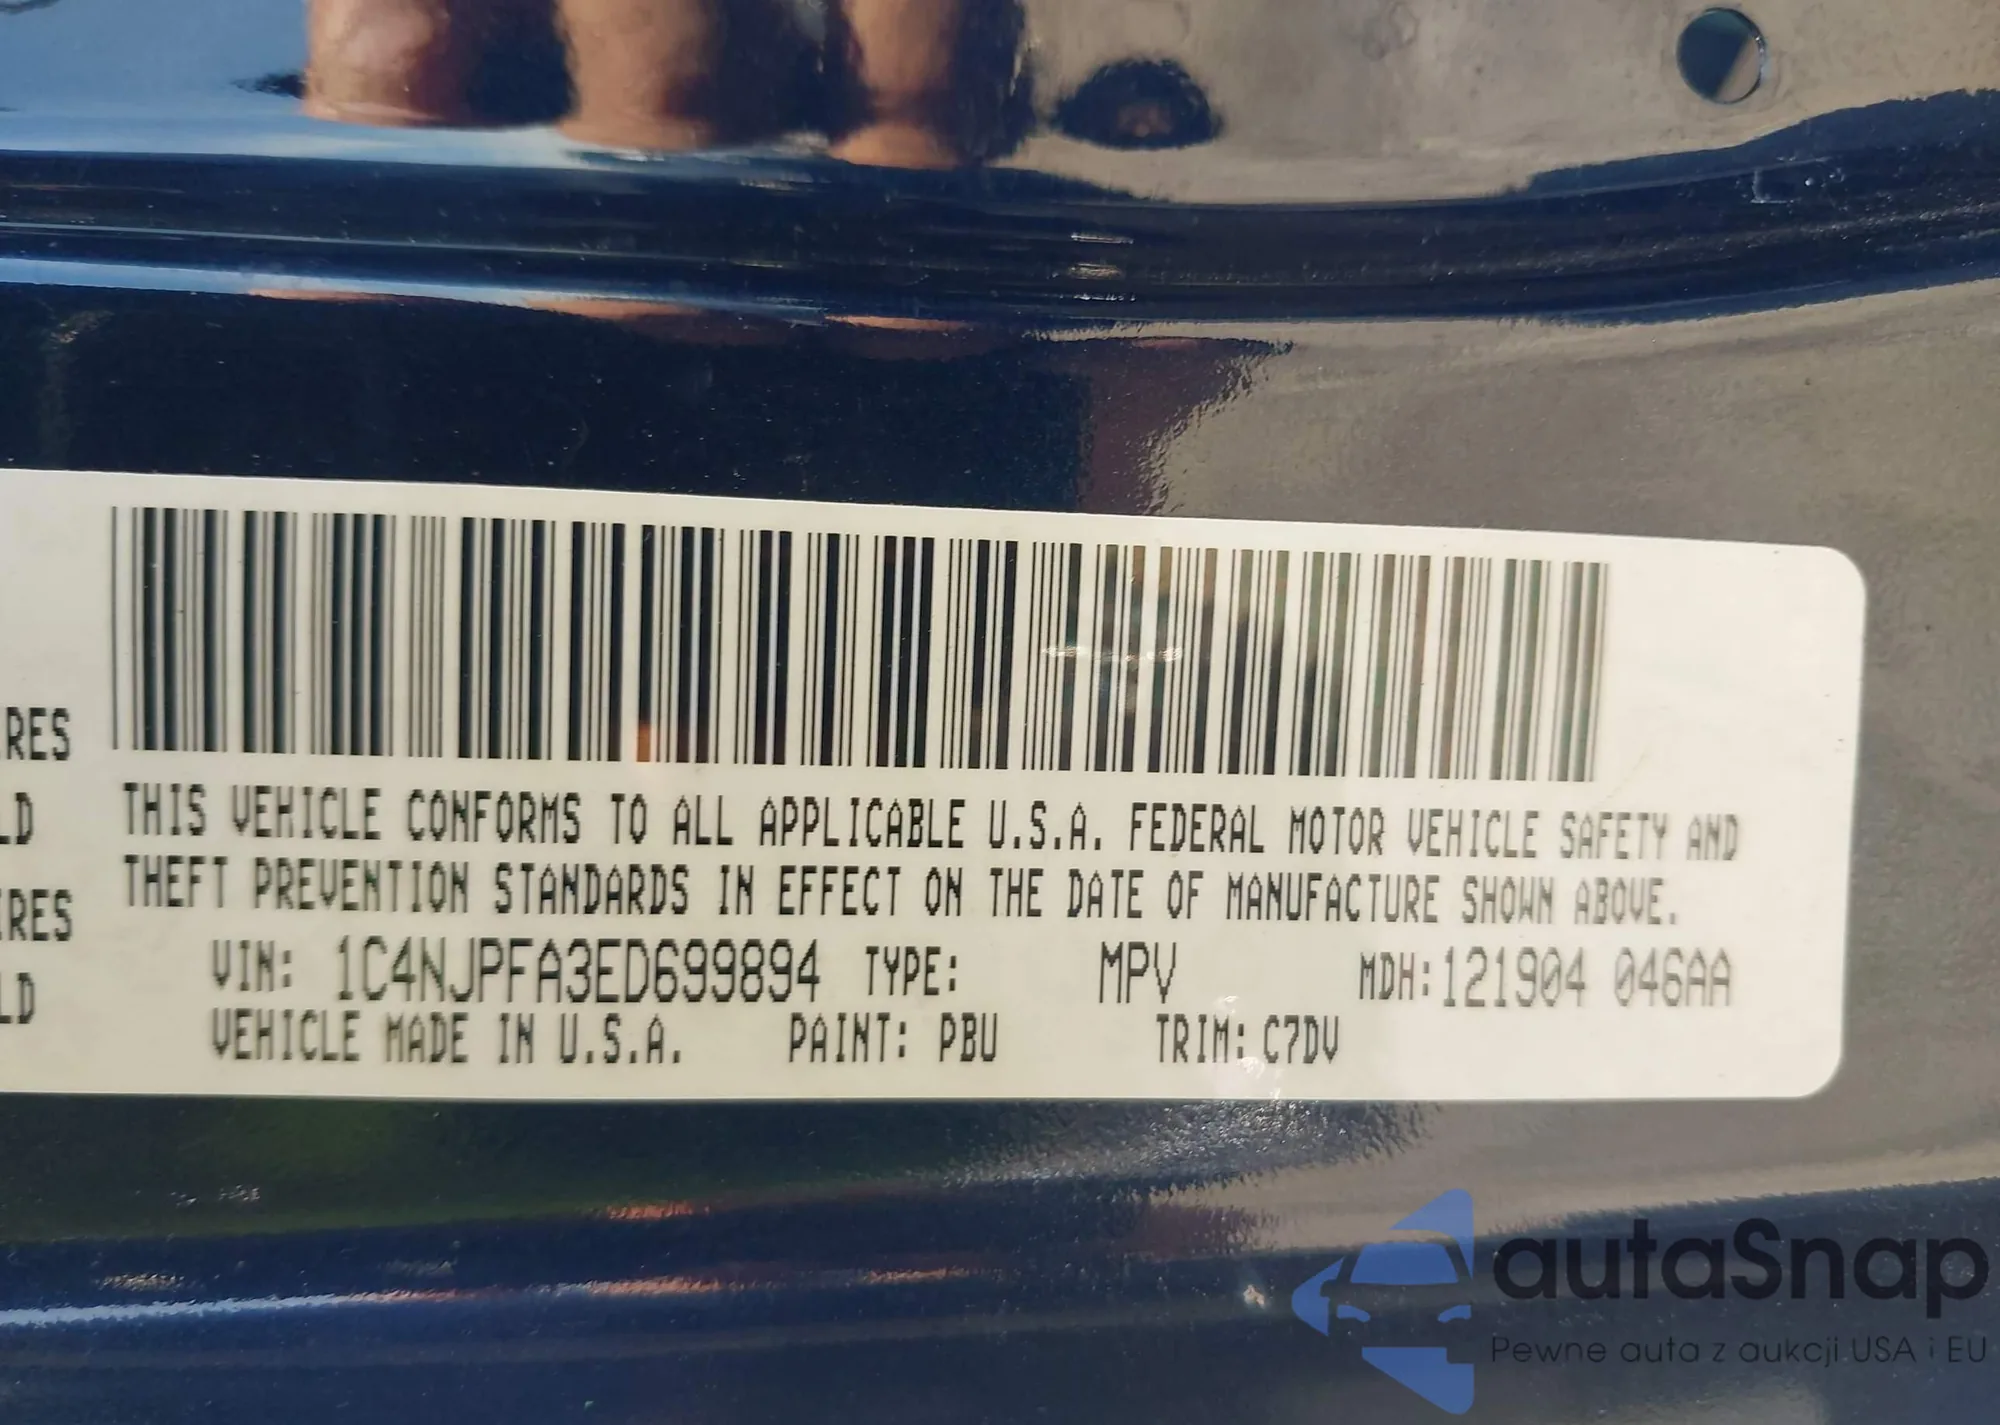 RES
LD
IRES
LD
THIS VEHICLE CONFORMS TO ALL APPLICABLE U.S.A. FEDERAL MOTOR VEHICLE SAFETY AND
THEFT PREVENTION STANDARDS IN EFFECT ON THE DATE OF MANUFACTURE SHOWN ABOVE.
VIN: 1C4NJPFA3ED699894 TYPE: MPV MDH:121904 046AA
VEHICLE MADE IN U.S.A. PAINT: PBU TRIM: C7DV
autaSnap
Pewne auta z aukcji USA i EU